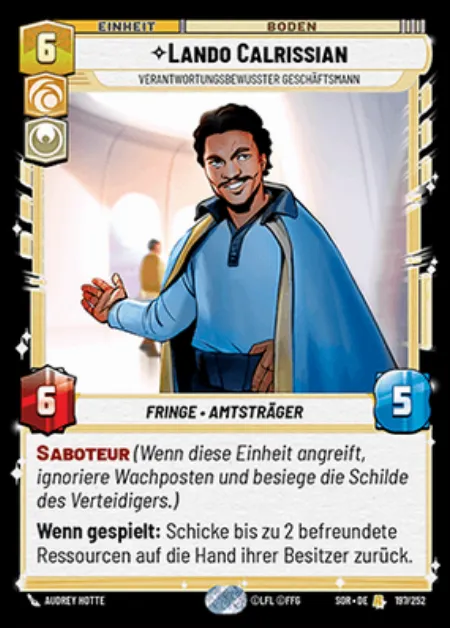 6
EINHEIT
BODEN
LANDO CALRISSIAN
VERANTWORTUNGSBEWUSSTER GESCHÄFTSMANN
6
FRINGE • AMTSTRÄGER
5
SABOTEUR (Wenn diese Einheit angreift,
ignoriere Wachposten und besiege die Schilde
des Verteidigers.)
Wenn gespielt: Schicke bis zu 2 befreundete
Ressourcen auf die Hand ihrer Besitzer zurück.
AUDREY HOTTE
©LFL ©FFG
SOR • DE
197/252